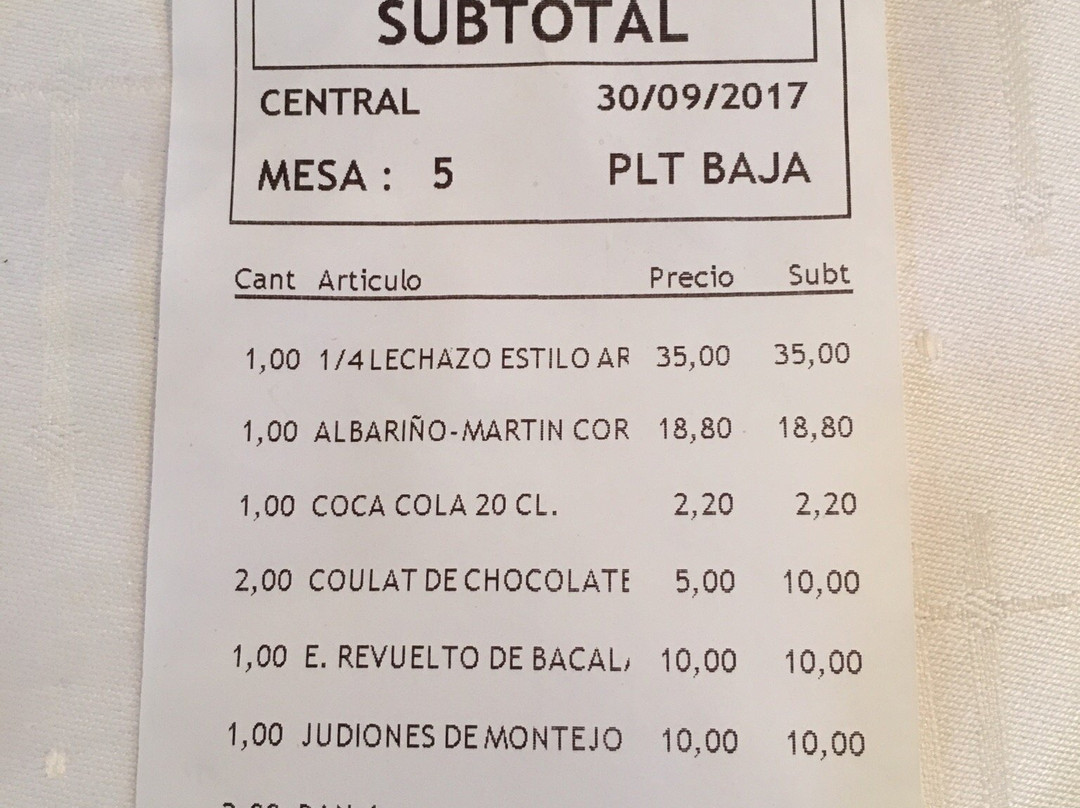 SUBTOTAL
CENTRAL 30/09/2017
MESA : 5 PLT BAJA
Cant Articulo Precio Subt
1,00 1/4 LECHAZO ESTILO AR 35,00 35,00
1,00 ALBARIÑO-MARTIN COR 18,80 18,80
1,00 COCA COLA 20 CL. 2,20 2,20
2,00 COULAT DE CHOCOLATE 5,00 10,00
1,00 E. REVUELTO DE BACAL 10,00 10,00
1,00 JUDIONES DE MONTEJO 10,00 10,00